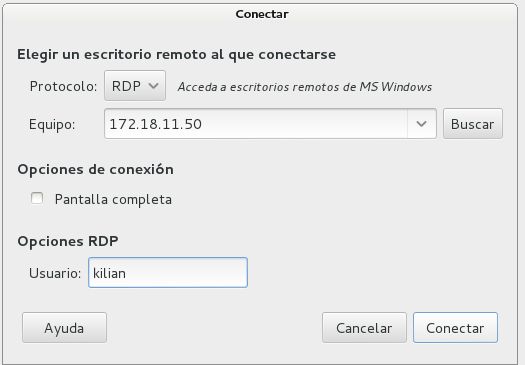 Conectar
Elegir un escritorio remoto al que conectarse
Protocolo: RDP Acceda a escritorios remotos de MS Windows
Equipo: 172.18.11.50 Buscar
Opciones de conexión
Pantalla completa
Opciones RDP
Usuario: kilian
Ayuda Cancelar Conectar